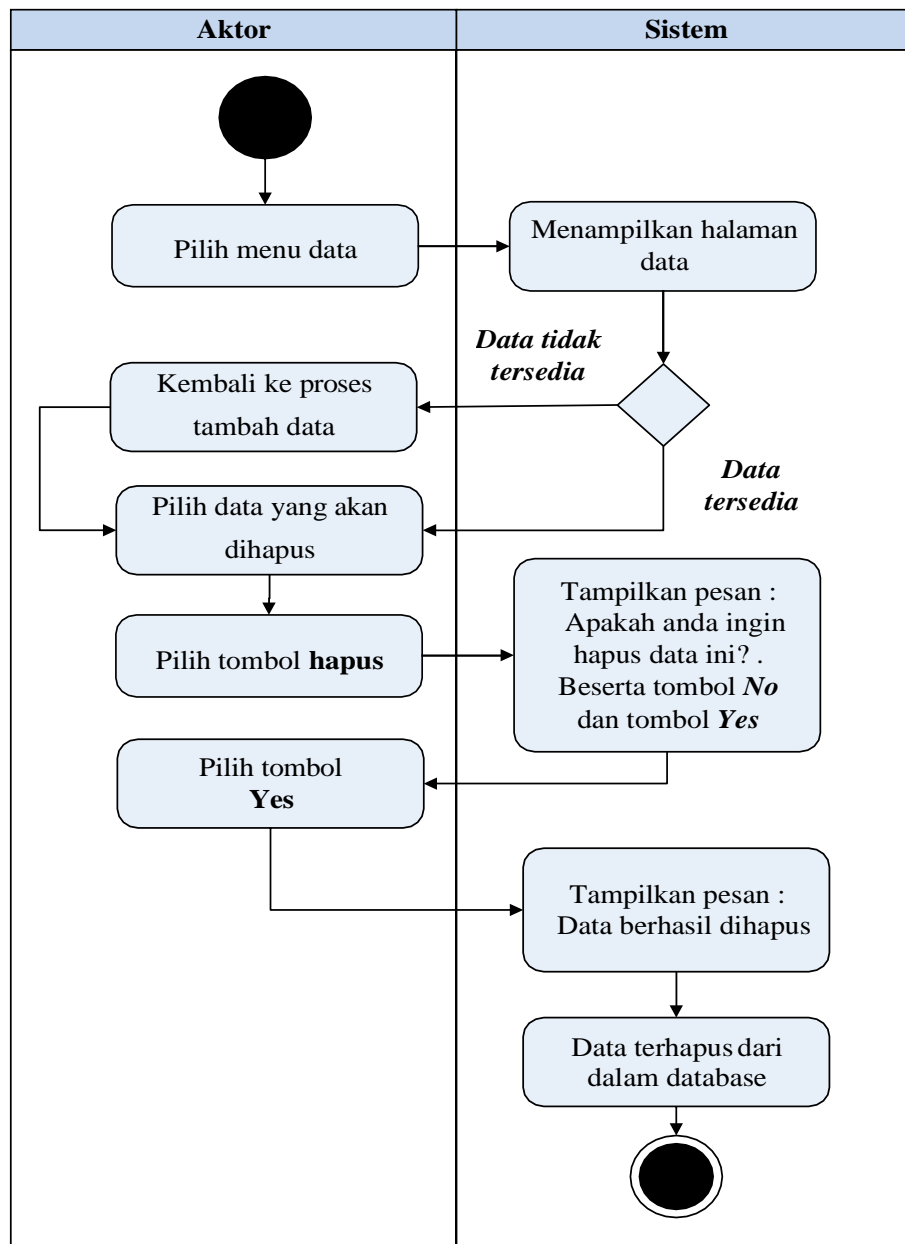 Aktor
Sistem
Pilih menu data
Menampilkan halaman
data
Data tidak
tersedia
Kembali ke proses
tambah data
Data
tersedia
Pilih data yang akan
dihapus
Pilih tombol hapus
Tampilkan pesan :
Apakah anda ingin
hapus data ini? .
Beserta tombol No
dan tombol Yes
Pilih tombol
Yes
Tampilkan pesan :
Data berhasil dihapus
Data terhapus dari
dalam database